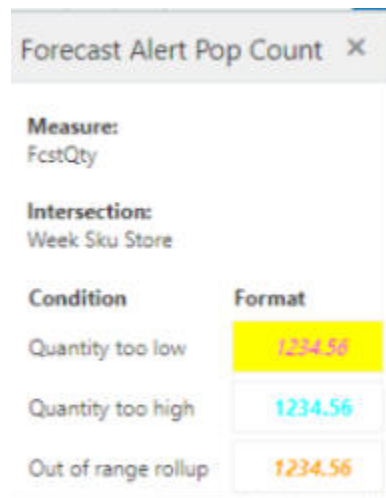 Forecast Alert Pop Count ×
Measure:
FcstQty
Intersection:
Week Sku Store
Condition Format
Quantity too low 1234.56
Quantity too high 1234.56
Out of range rollup 1234.56